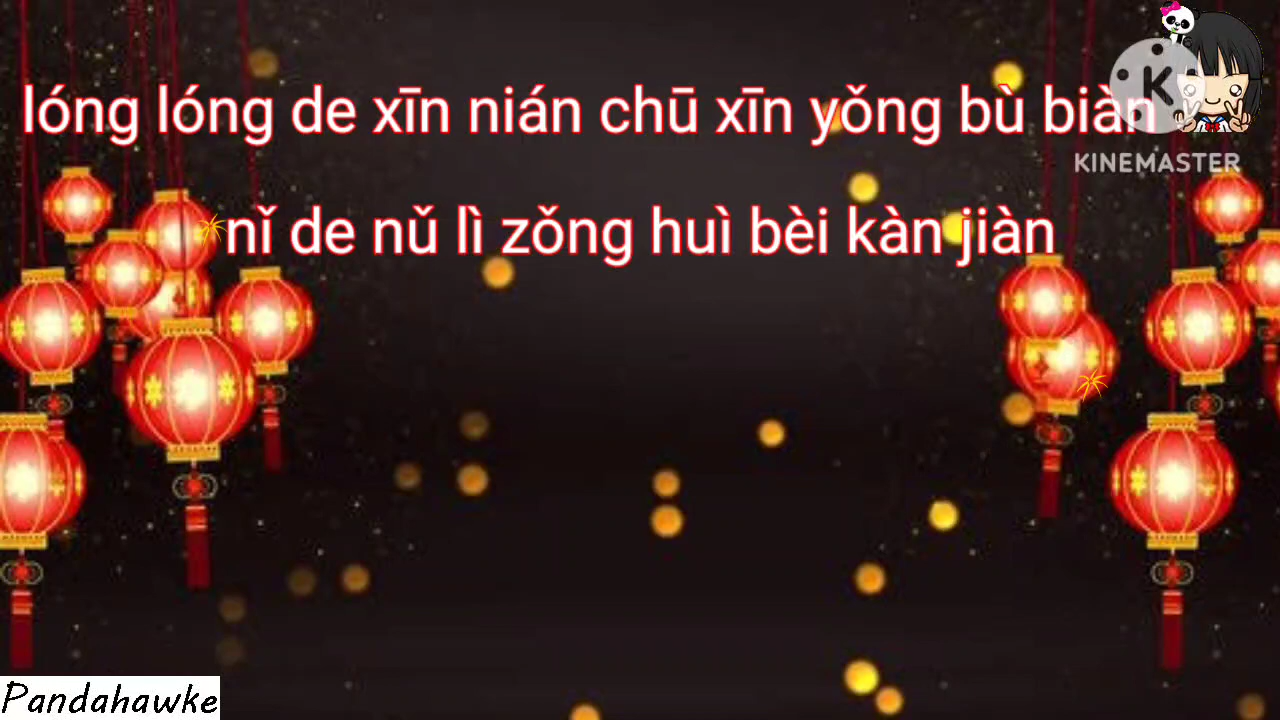 lóng lóng de xīn nián chū xīn yǒng bù biàn
K
KINEMASTER
nǐ de nǔ lì zǒng huì bèi kàn jiàn
Pandahawke